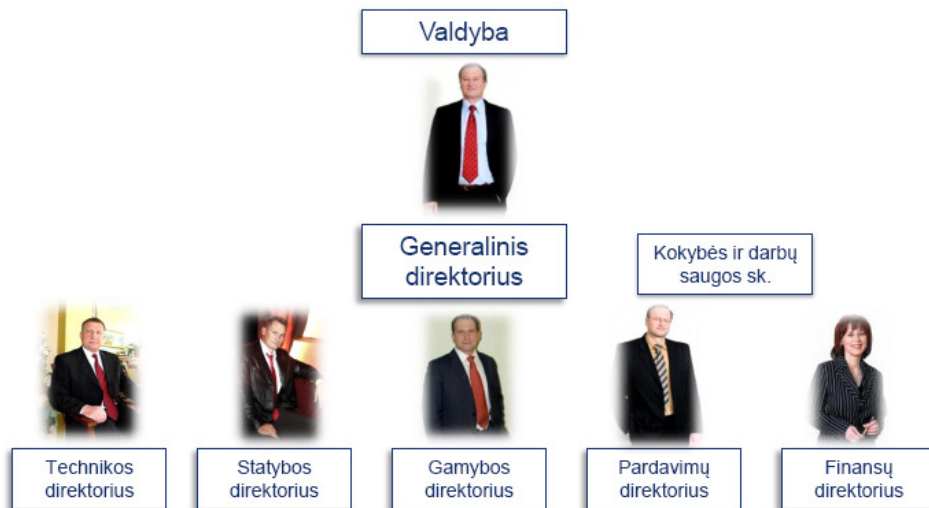 Valdyba
Generalinis
direktorius
Kokybės ir darbų
saugos sk.
Technikos
direktorius
Statybos
direktorius
Gamybos
direktorius
Pardavimų
direktorius
Finansų
direktorius